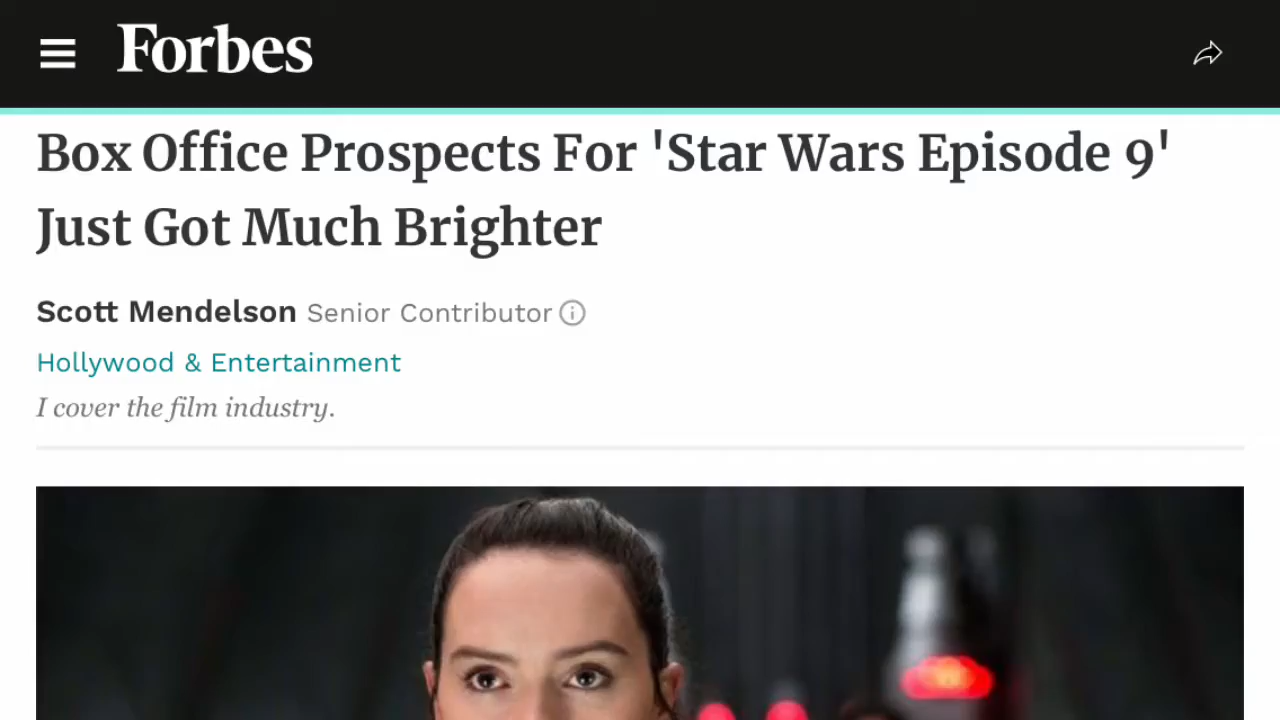 Forbes
Box Office Prospects For 'Star Wars Episode 9'
Just Got Much Brighter
Scott Mendelson Senior Contributor
Hollywood & Entertainment
I cover the film industry.